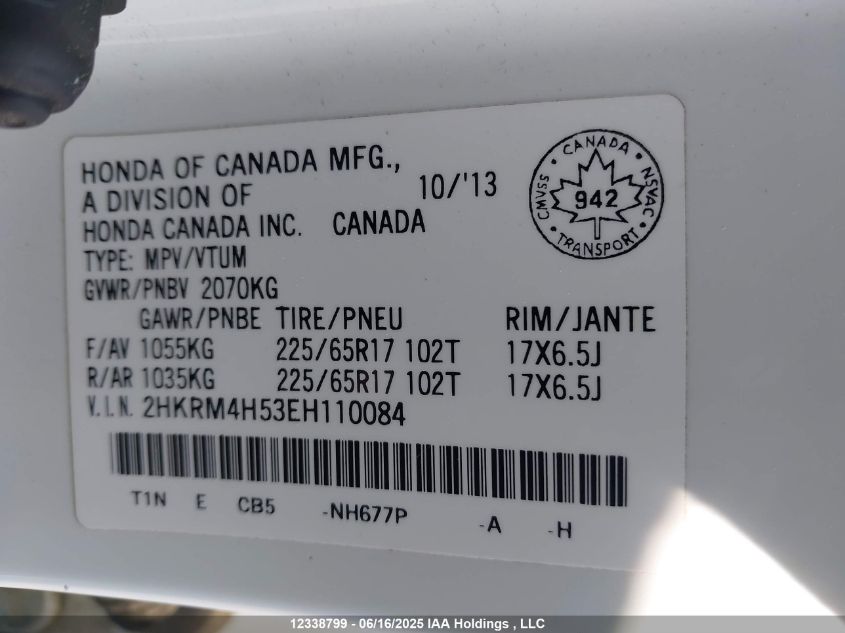 HONDA OF CANADA MFG.,
A DIVISION OF
HONDA CANADA INC. CANADA
10/'13
CANADA
CMVSS 942 NSVAC
TRANSPORT
TYPE: MPV/VTUM
GVWR/PNBV 2070KG
GAWR/PNBE TIRE/PNEU RIM/JANTE
F/AV 1055KG 225/65R17 102T 17X6.5J
R/AR 1035KG 225/65R17 102T 17X6.5J
V.I.N. 2HKRM4H53EH110084
T1N E CB5 -NH677P -A -H
12338799 - 06/16/2025 IAA Holdings , LLC